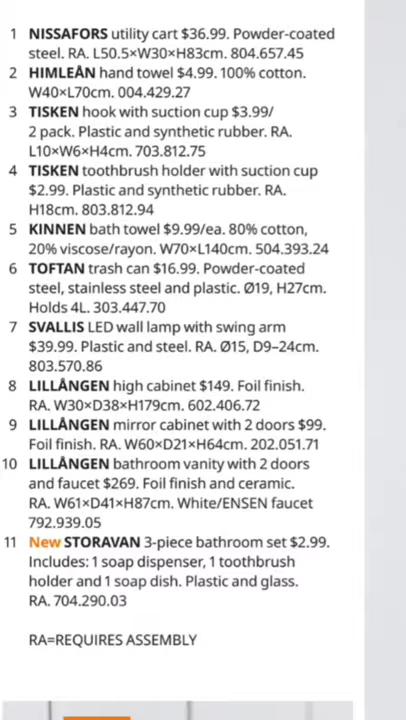 1 NISSAFORS utility cart $36.99. Powder-coated
steel. RA. L50.5×W30×H83cm. 804.657.45
2 HIMLEÅN hand towel $4.99. 100% cotton.
W40×L70cm. 004.429.27
3 TISKEN hook with suction cup $3.99/
2 pack. Plastic and synthetic rubber. RA.
L10×W6×H4cm. 703.812.75
4 TISKEN toothbrush holder with suction cup
$2.99. Plastic and synthetic rubber. RA.
H18cm. 803.812.94
5 KINNEN bath towel $9.99/ea. 80% cotton,
20% viscose/rayon. W70×L140cm. 504.393.24
6 TOFTAN trash can $16.99. Powder-coated
steel, stainless steel and plastic. Ø19, H27cm.
Holds 4L. 303.447.70
7 SVALLIS LED wall lamp with swing arm
$39.99. Plastic and steel. RA. Ø15, D9–24cm.
803.570.86
8 LILLÅNGEN high cabinet $149. Foil finish.
RA. W30×D38×H179cm. 602.406.72
9 LILLÅNGEN mirror cabinet with 2 doors $99.
Foil finish. RA. W60×D21×H64cm. 202.051.71
10 LILLÅNGEN bathroom vanity with 2 doors
and faucet $269. Foil finish and ceramic.
RA. W61×D41×H87cm. White/ENSEN faucet
792.939.05
11 New STORAVAN 3-piece bathroom set $2.99.
Includes: 1 soap dispenser, 1 toothbrush
holder and 1 soap dish. Plastic and glass.
RA. 704.290.03
RA=REQUIRES ASSEMBLY